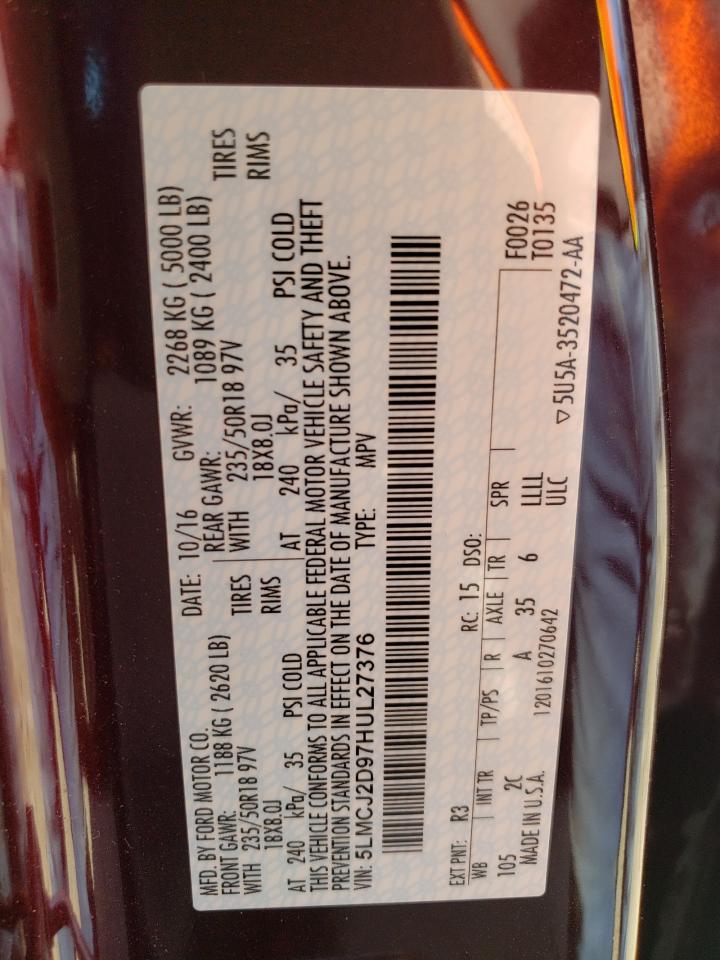 MFD. BY FORD MOTOR CO.
DATE: 10/16 GVWR: 2268 KG ( 5000 LB)
FRONT GAWR: 1188 KG ( 2620 LB)
REAR GAWR: 1089 KG ( 2400 LB)
WITH 235/50R18 97V TIRES
WITH 235/50R18 97V TIRES
18X8.0J RIMS
18X8.0J RIMS
AT 240 kPa/ 35 PSI COLD
AT 240 kPa/ 35 PSI COLD
THIS VEHICLE CONFORMS TO ALL APPLICABLE FEDERAL MOTOR VEHICLE SAFETY AND THEFT
PREVENTION STANDARDS IN EFFECT ON THE DATE OF MANUFACTURE SHOWN ABOVE.
VIN: 5LMCJ2D97HUL27376 TYPE: MPV
EXT PNT: R3 RC: 15 DSO:
F0026
T0135
WB INT TR TP/PS R AXLE TR SPR
105 2C A 35 6 LLLL
ULC
MADE IN U.S.A. 1201610270642
▽ 5U5A-3520472-AA